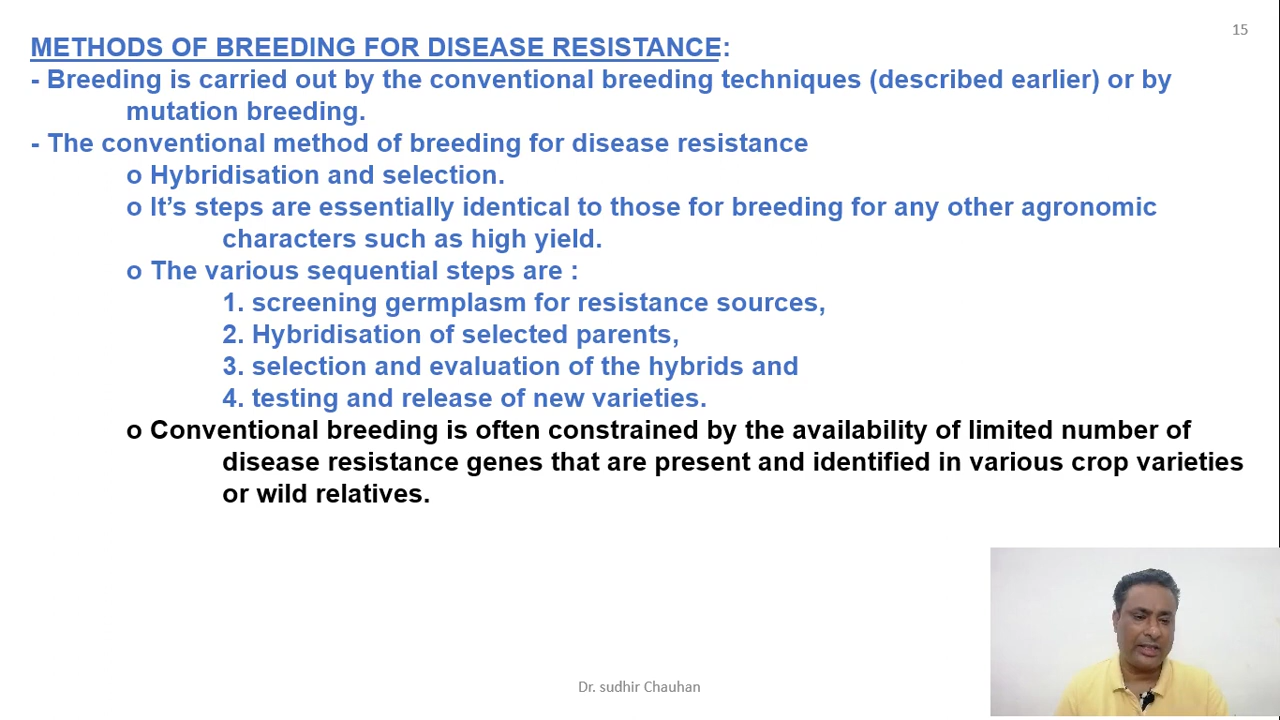 15
METHODS OF BREEDING FOR DISEASE RESISTANCE:
- Breeding is carried out by the conventional breeding techniques (described earlier) or by
mutation breeding.
- The conventional method of breeding for disease resistance
o Hybridisation and selection.
o It’s steps are essentially identical to those for breeding for any other agronomic
characters such as high yield.
o The various sequential steps are :
1. screening germplasm for resistance sources,
2. Hybridisation of selected parents,
3. selection and evaluation of the hybrids and
4. testing and release of new varieties.
o Conventional breeding is often constrained by the availability of limited number of
disease resistance genes that are present and identified in various crop varieties
or wild relatives.
Dr. sudhir Chauhan